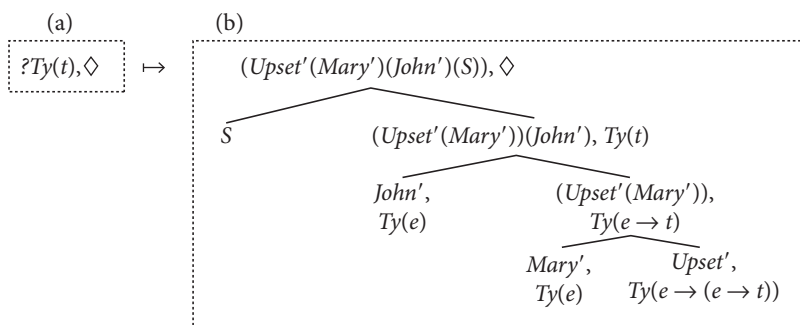 (a) (b)
?Ty(t), ◊ ↦ (Upset′(Mary′)(John′)(S)), ◊
S (Upset′(Mary′))(John′), Ty(t)
John′, (Upset′(Mary′)),
Ty(e) Ty(e → t)
Mary′, Upset′,
Ty(e) Ty(e → (e → t))